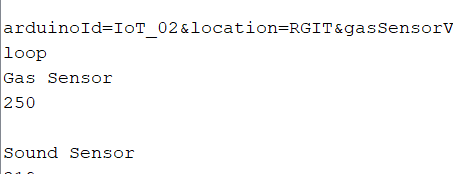 arduinoId=IoT_02&location=RGIT&gasSensorV
loop
Gas Sensor
250
Sound Sensor